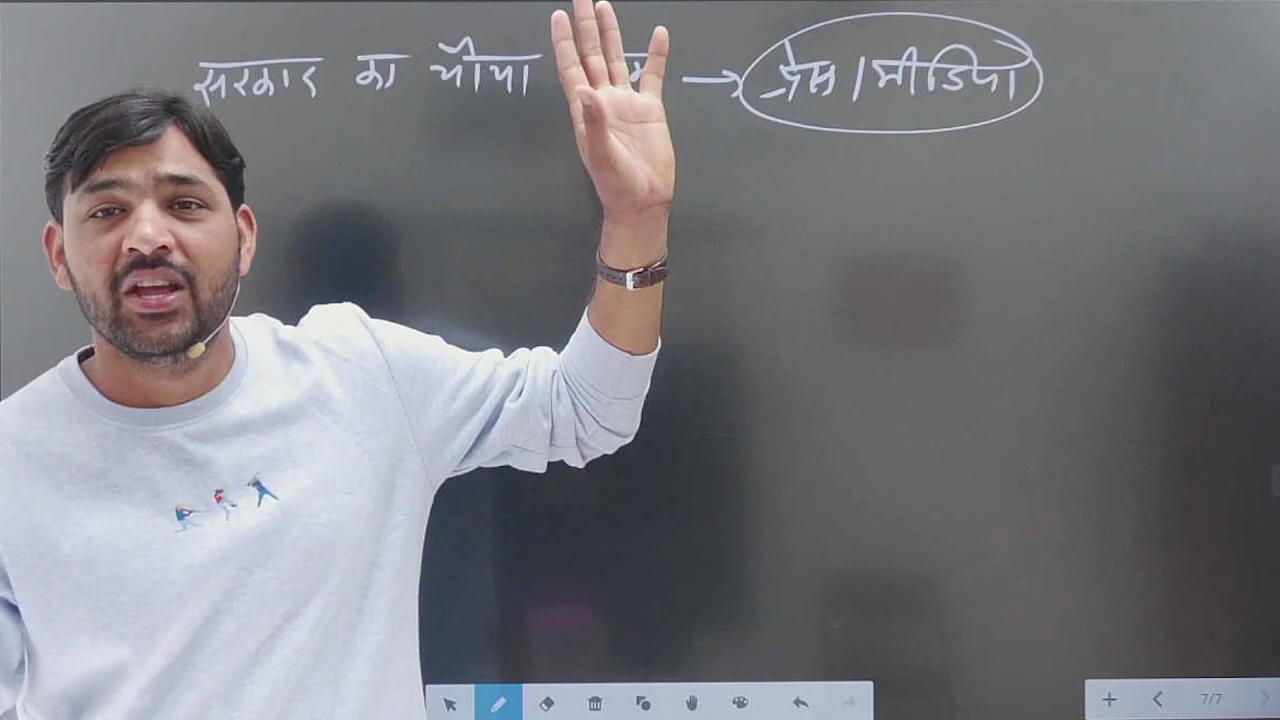 सरकार का चौथा → प्रेस / मीडिया
7/7